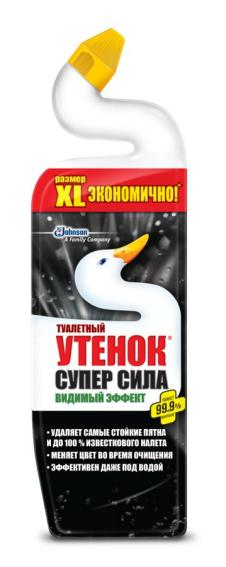 размер
XL ЭКОНОМИЧНО!*
Johnson
A Family Company
ТУАЛЕТНЫЙ
УТЕНОК®
СУПЕР СИЛА
ВИДИМЫЙ ЭФФЕКТ
99.9%
• УДАЛЯЕТ САМЫЕ СТОЙКИЕ ПЯТНА
И ДО 100 % ИЗВЕСТКОВОГО НАЛЕТА
• МЕНЯЕТ ЦВЕТ ВО ВРЕМЯ ОЧИЩЕНИЯ
• ЭФФЕКТИВЕН ДАЖЕ ПОД ВОДОЙ